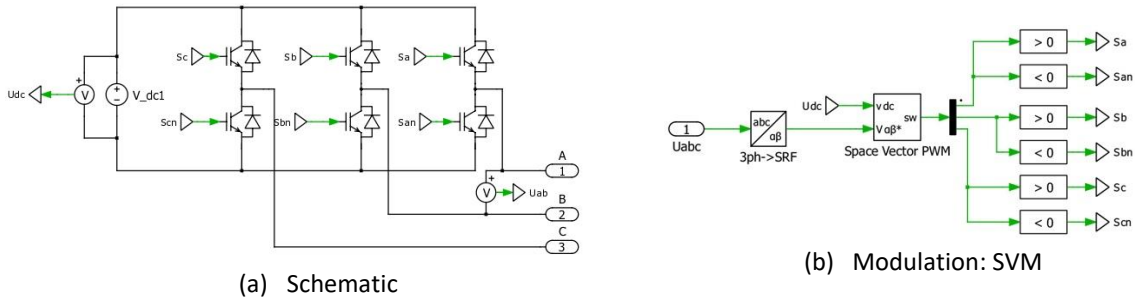 Sc
Sb
Sa
+
V
Udc
+
−
V_dc1
Scn
Sbn
San
A
1
+
V
Uab
B
2
C
3
(a) Schematic
> 0
Sa
< 0
San
Udc
v dc
sw
V αβ*
> 0
Sb
1
Uabc
abc
αβ
3ph->SRF
Space Vector PWM
< 0
Sbn
> 0
Sc
< 0
Scn
(b) Modulation: SVM